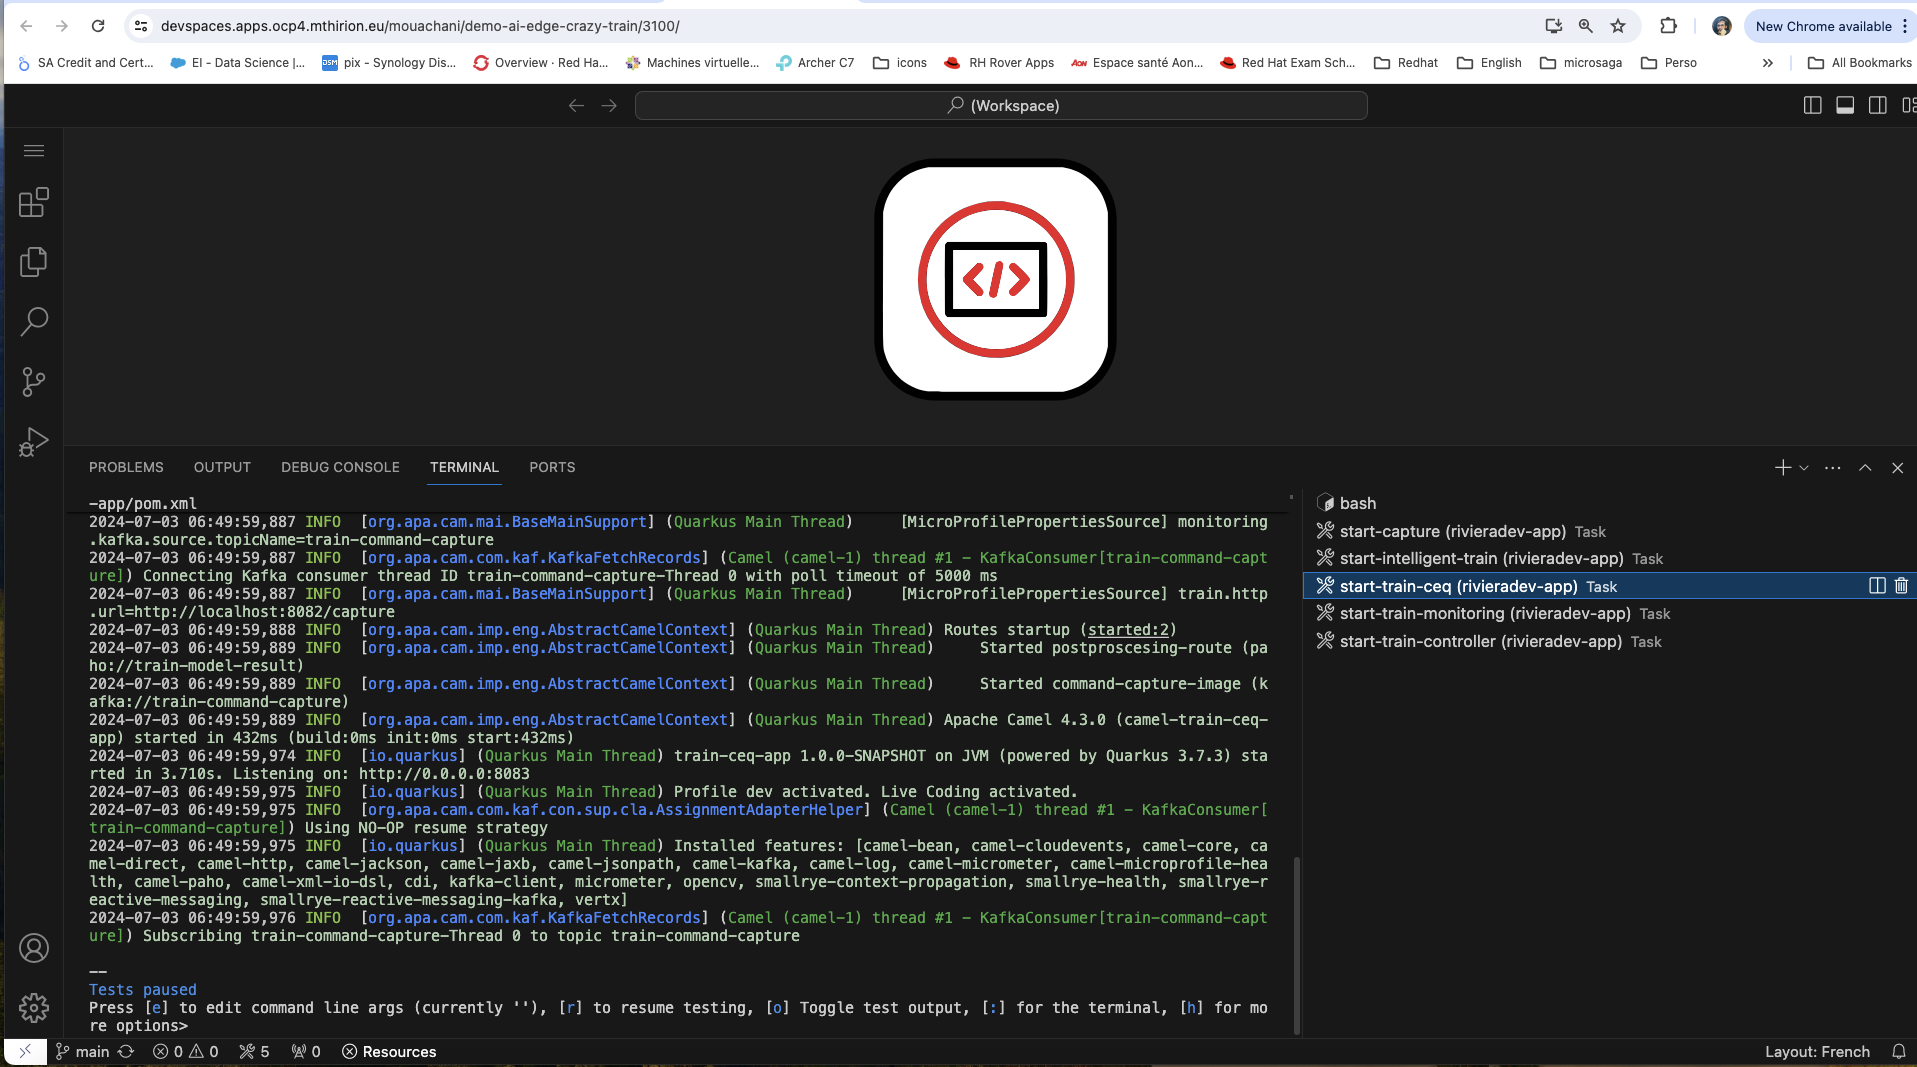 devspaces.apps.ocp4.mthirion.eu/mouachani/demo-ai-edge-crazy-train/3100/
New Chrome available
SA Credit and Cert...
EI - Data Science |...
DSM
pix - Synology Dis...
Overview · Red Ha...
Machines virtuelle...
Archer C7
icons
RH Rover Apps
AON
Espace santé Aon...
Red Hat Exam Sch...
Redhat
English
microsaga
Perso
All Bookmarks
(Workspace)
</>
PROBLEMS
OUTPUT
DEBUG CONSOLE
TERMINAL
PORTS
-app/pom.xml
2024-07-03 06:49:59,887 INFO  [org.apa.cam.mai.BaseMainSupport] (Quarkus Main Thread)     [MicroProfilePropertiesSource] monitoring
.kafka.source.topicName=train-command-capture
2024-07-03 06:49:59,887 INFO  [org.apa.cam.com.kaf.KafkaFetchRecords] (Camel (camel-1) thread #1 - KafkaConsumer[train-command-capt
ure]) Connecting Kafka consumer thread ID train-command-capture-Thread 0 with poll timeout of 5000 ms
2024-07-03 06:49:59,887 INFO  [org.apa.cam.mai.BaseMainSupport] (Quarkus Main Thread)     [MicroProfilePropertiesSource] train.http
.url=http://localhost:8082/capture
2024-07-03 06:49:59,888 INFO  [org.apa.cam.imp.eng.AbstractCamelContext] (Quarkus Main Thread) Routes startup (started:2)
2024-07-03 06:49:59,889 INFO  [org.apa.cam.imp.eng.AbstractCamelContext] (Quarkus Main Thread)     Started postproscesing-route (pa
ho://train-model-result)
2024-07-03 06:49:59,889 INFO  [org.apa.cam.imp.eng.AbstractCamelContext] (Quarkus Main Thread)     Started command-capture-image (k
afka://train-command-capture)
2024-07-03 06:49:59,889 INFO  [org.apa.cam.imp.eng.AbstractCamelContext] (Quarkus Main Thread) Apache Camel 4.3.0 (camel-train-ceq-
app) started in 432ms (build:0ms init:0ms start:432ms)
2024-07-03 06:49:59,974 INFO  [io.quarkus] (Quarkus Main Thread) train-ceq-app 1.0.0-SNAPSHOT on JVM (powered by Quarkus 3.7.3) sta
rted in 3.710s. Listening on: http://0.0.0.0:8083
2024-07-03 06:49:59,975 INFO  [io.quarkus] (Quarkus Main Thread) Profile dev activated. Live Coding activated.
2024-07-03 06:49:59,975 INFO  [org.apa.cam.com.kaf.con.sup.cla.AssignmentAdapterHelper] (Camel (camel-1) thread #1 - KafkaConsumer[
train-command-capture]) Using NO-OP resume strategy
2024-07-03 06:49:59,975 INFO  [io.quarkus] (Quarkus Main Thread) Installed features: [camel-bean, camel-cloudevents, camel-core, ca
mel-direct, camel-http, camel-jackson, camel-jaxb, camel-jsonpath, camel-kafka, camel-log, camel-micrometer, camel-microprofile-hea
lth, camel-paho, camel-xml-io-dsl, cdi, kafka-client, micrometer, opencv, smallrye-context-propagation, smallrye-health, smallrye-r
eactive-messaging, smallrye-reactive-messaging-kafka, vertx]
2024-07-03 06:49:59,976 INFO  [org.apa.cam.com.kaf.KafkaFetchRecords] (Camel (camel-1) thread #1 - KafkaConsumer[train-command-capt
ure]) Subscribing train-command-capture-Thread 0 to topic train-command-capture
--
Tests paused
Press [e] to edit command line args (currently ''), [r] to resume testing, [o] Toggle test output, [:] for the terminal, [h] for mo
re options>
bash
start-capture (rivieradev-app) Task
start-intelligent-train (rivieradev-app) Task
start-train-ceq (rivieradev-app) Task
start-train-monitoring (rivieradev-app) Task
start-train-controller (rivieradev-app) Task
main
0
0
5
0
Resources
Layout: French